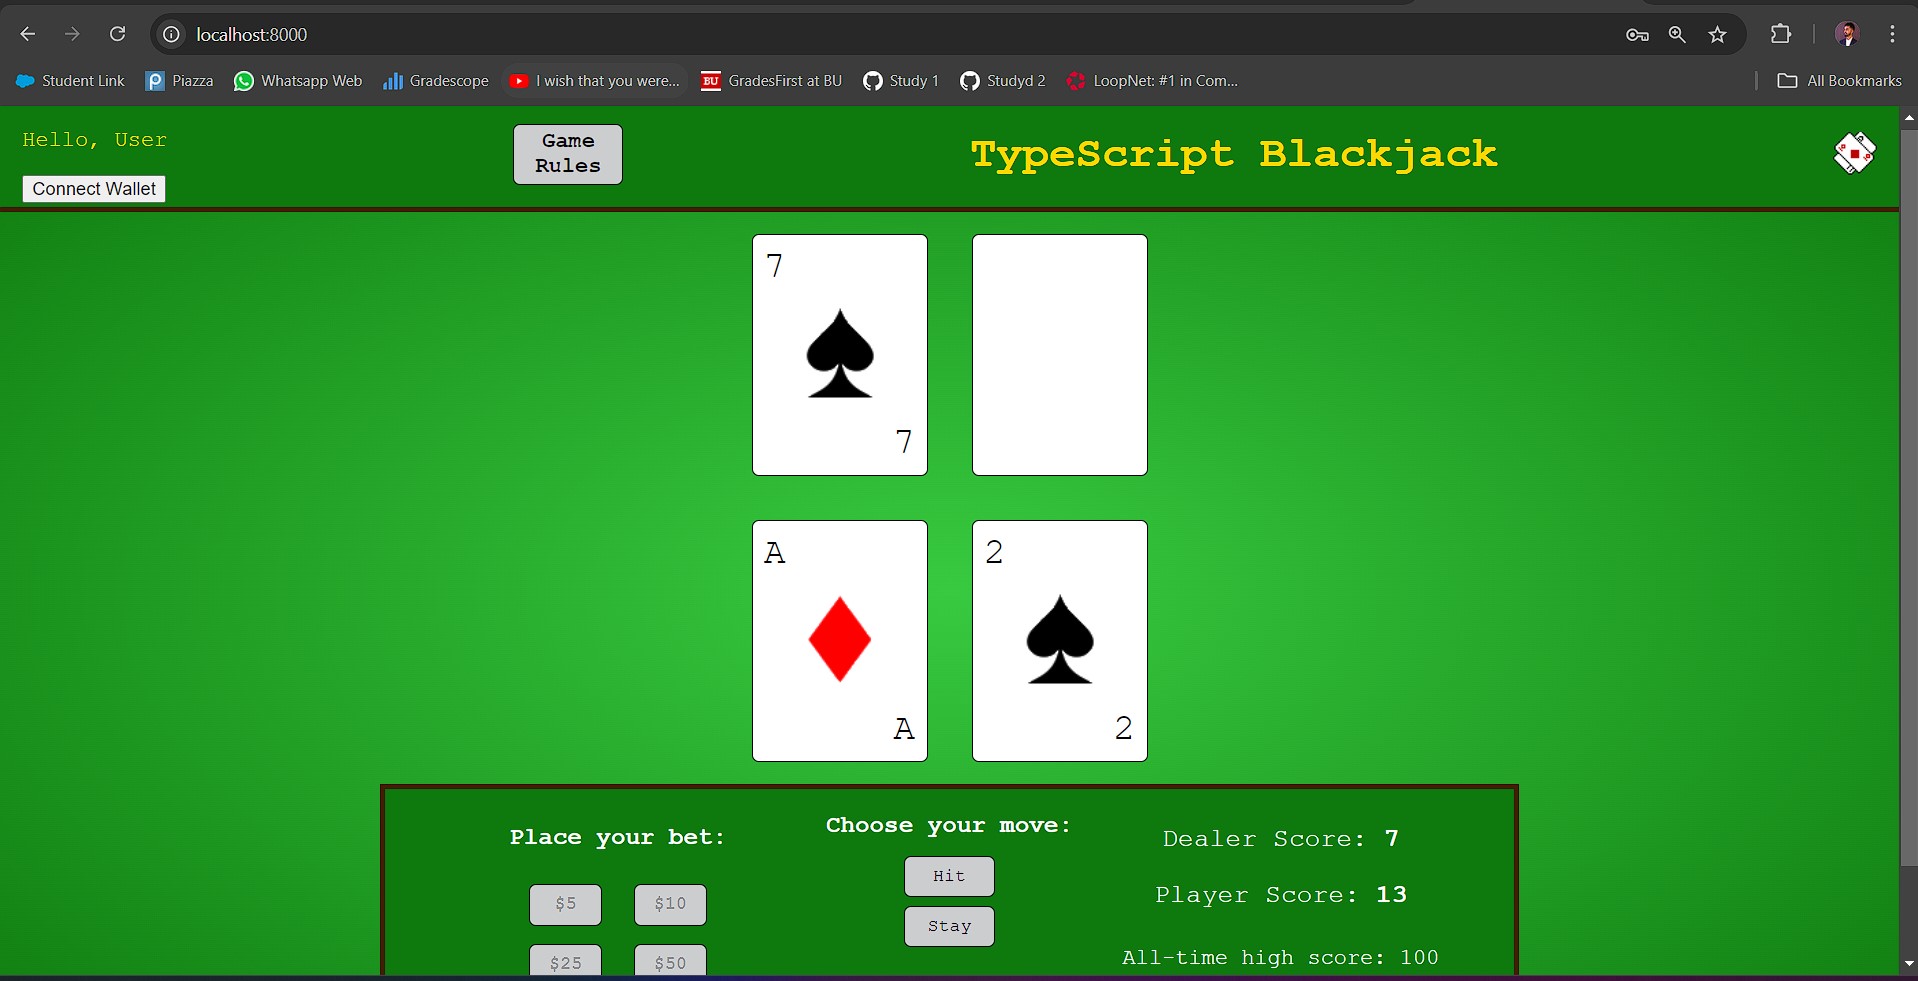 localhost:8000
Student Link Piazza Whatsapp Web Gradescope I wish that you were... BU GradesFirst at BU Study 1 Studyd 2 LoopNet: #1 in Com... All Bookmarks
Hello, User
Connect Wallet
Game
Rules
TypeScript Blackjack
7
7
A
A
2
2
Place your bet:
$5 $10
$25 $50
Choose your move:
Hit
Stay
Dealer Score: 7
Player Score: 13
All-time high score: 100